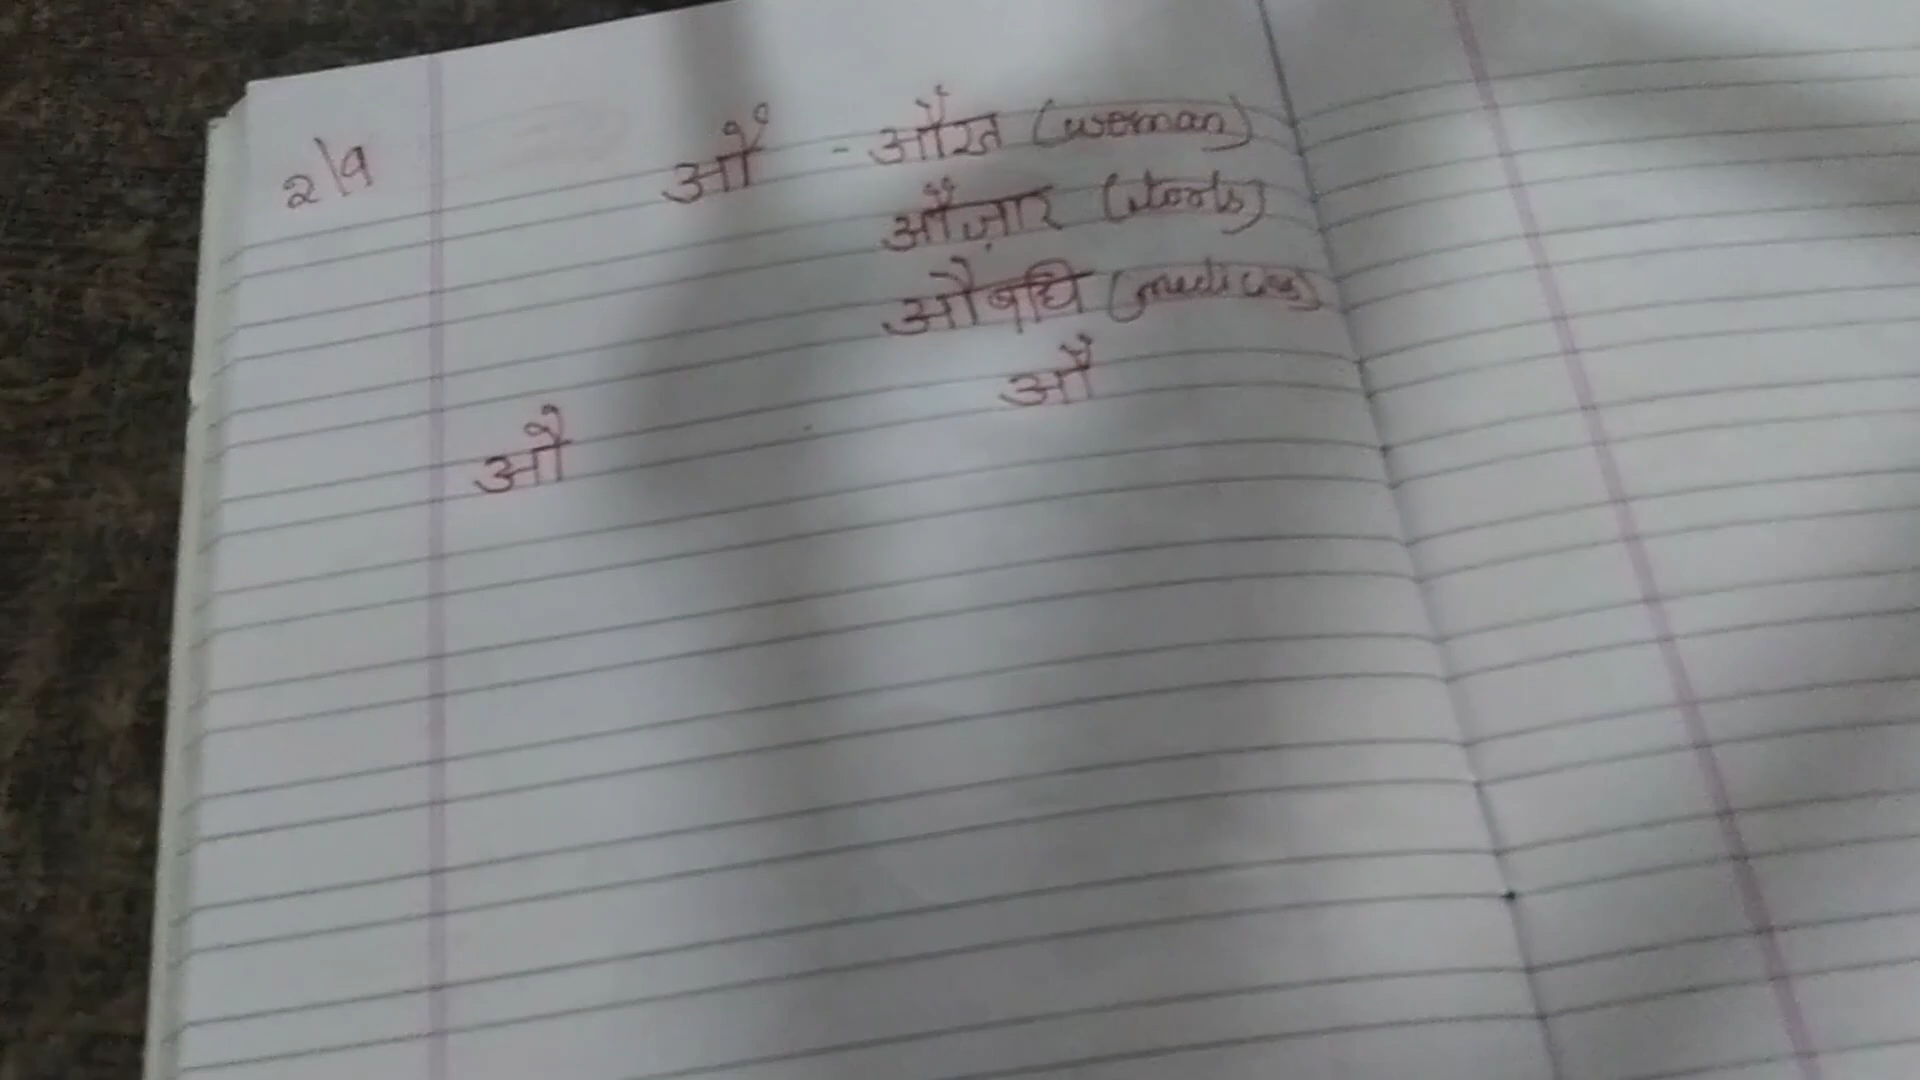 2\9 औ - औरत (woman)
औज़ार (tools)
औषधि (medicines)
औ
औ